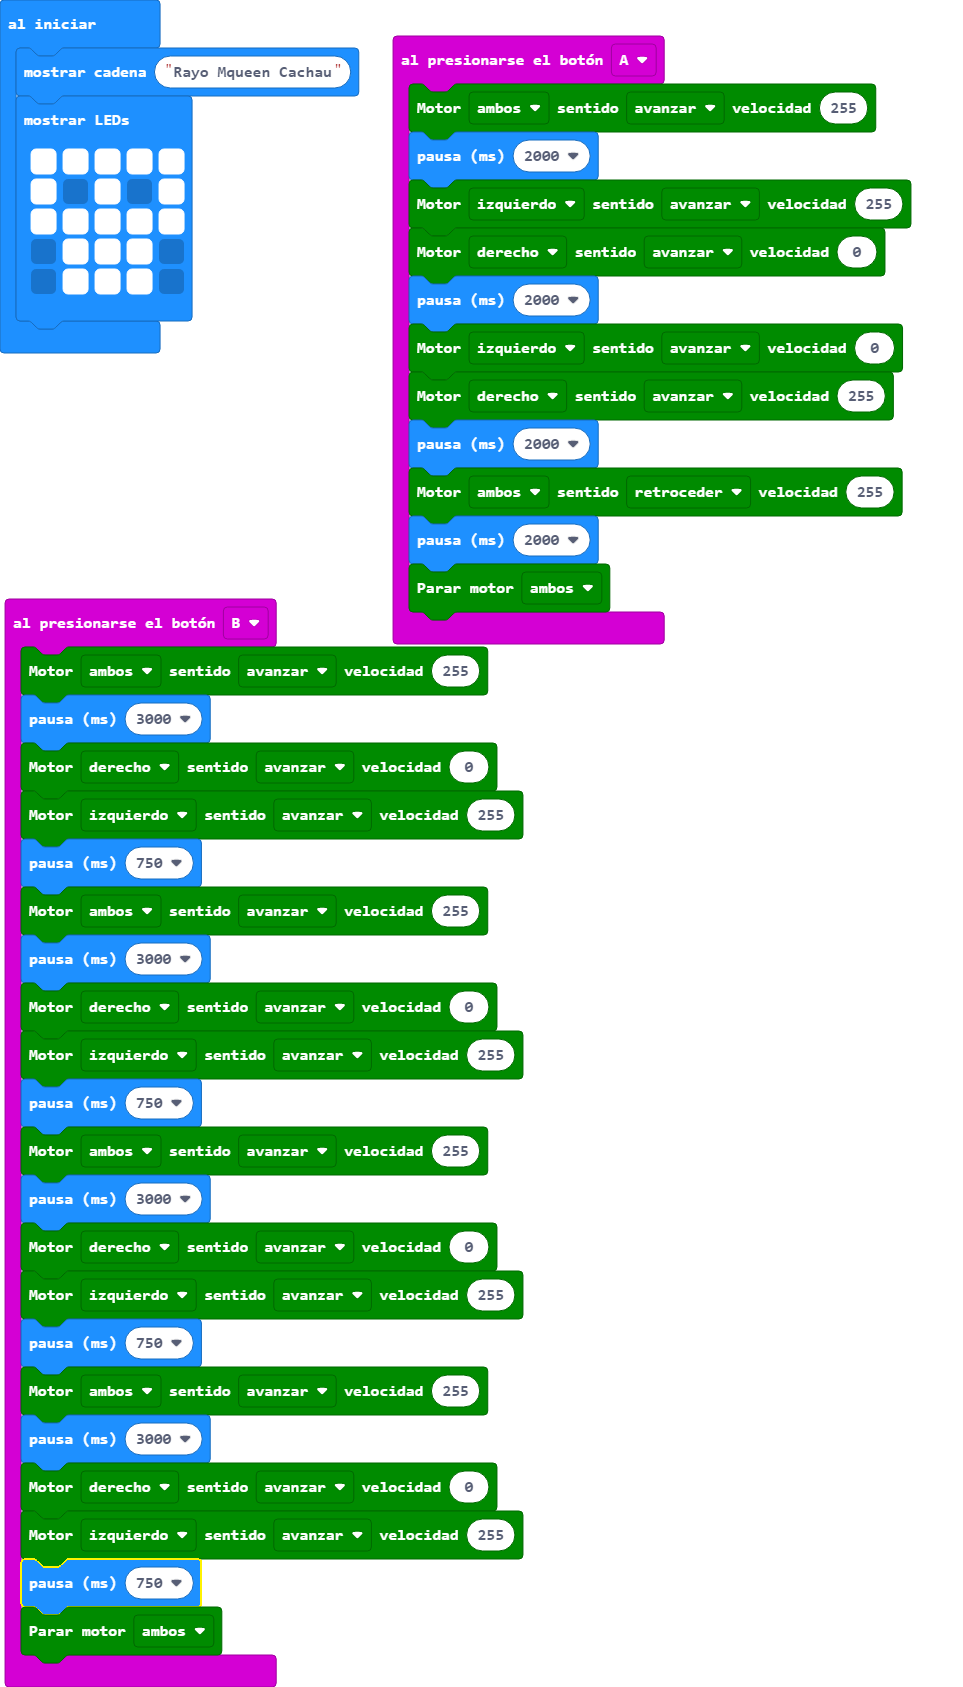 al iniciar
mostrar cadena "Rayo Mqueen Cachau"
mostrar LEDs
al presionarse el botón A
Motor ambos sentido avanzar velocidad 255
pausa (ms) 2000
Motor izquierdo sentido avanzar velocidad 255
Motor derecho sentido avanzar velocidad 0
pausa (ms) 2000
Motor izquierdo sentido avanzar velocidad 0
Motor derecho sentido avanzar velocidad 255
pausa (ms) 2000
Motor ambos sentido retroceder velocidad 255
pausa (ms) 2000
Parar motor ambos
al presionarse el botón B
Motor ambos sentido avanzar velocidad 255
pausa (ms) 3000
Motor derecho sentido avanzar velocidad 0
Motor izquierdo sentido avanzar velocidad 255
pausa (ms) 750
Motor ambos sentido avanzar velocidad 255
pausa (ms) 3000
Motor derecho sentido avanzar velocidad 0
Motor izquierdo sentido avanzar velocidad 255
pausa (ms) 750
Motor ambos sentido avanzar velocidad 255
pausa (ms) 3000
Motor derecho sentido avanzar velocidad 0
Motor izquierdo sentido avanzar velocidad 255
pausa (ms) 750
Motor ambos sentido avanzar velocidad 255
pausa (ms) 3000
Motor derecho sentido avanzar velocidad 0
Motor izquierdo sentido avanzar velocidad 255
pausa (ms) 750
Parar motor ambos